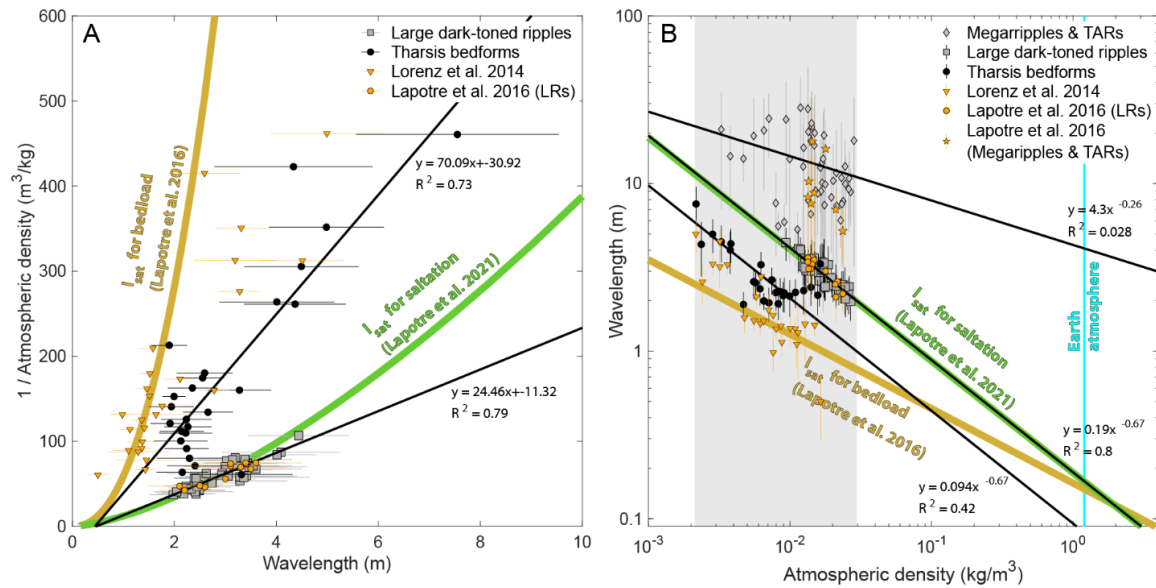 A
600
500
400
300
200
100
0
1 / Atmospheric density (m³/kg)
0
2
4
6
8
10
Wavelength (m)
Large dark-toned ripples
Tharsis bedforms
Lorenz et al. 2014
Lapotre et al. 2016 (LRs)
l sat for bedload
(Lapotre et al. 2016)
y = 70.09x+-30.92
R² = 0.73
l sat for saltation
(Lapotre et al. 2021)
y = 24.46x+-11.32
R² = 0.79
B
100
10
1
0.1
Wavelength (m)
10⁻³
10⁻²
10⁻¹
10⁰
Atmospheric density (kg/m³)
Megarripples & TARs
Large dark-toned ripples
Tharsis bedforms
Lorenz et al. 2014
Lapotre et al. 2016 (LRs)
Lapotre et al. 2016
(Megarripples & TARs)
y = 4.3x ⁻⁰·²⁶
R² = 0.028
l sat for saltation
(Lapotre et al. 2021)
Earth
atmosphere
l sat for bedload
(Lapotre et al. 2016)
y = 0.19x ⁻⁰·⁶⁷
R² = 0.8
y = 0.094x ⁻⁰·⁶⁷
R² = 0.42